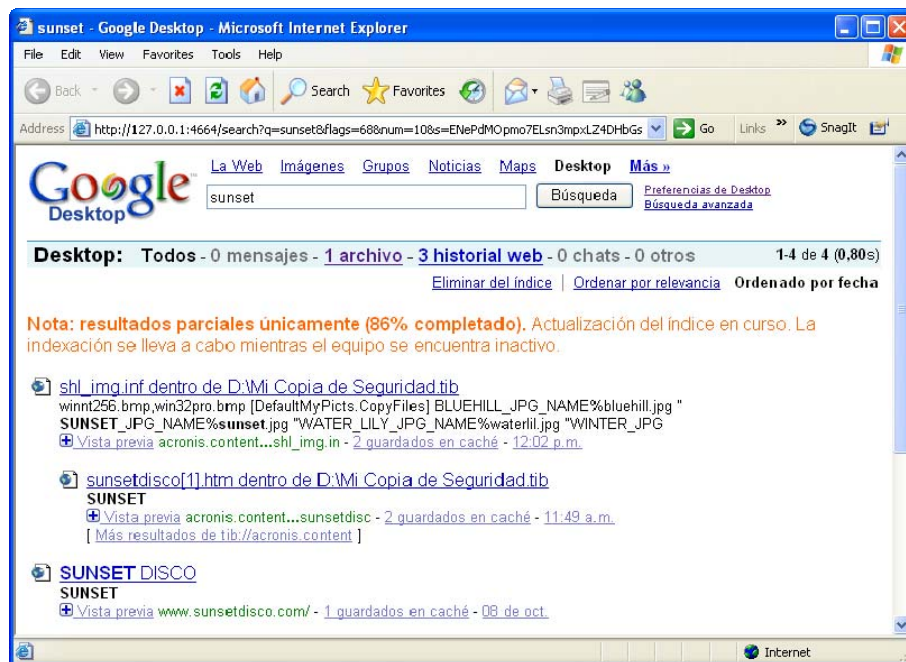 sunset - Google Desktop - Microsoft Internet Explorer
File Edit View Favorites Tools Help
Back Search Favorites
Address http://127.0.0.1:4664/search?q=sunset&flags=68&num=10&s=ENePdMOpmo7ELsn3mpxLZ4DHbGs Go Links » SnagIt
Google Desktop
La Web Imágenes Grupos Noticias Maps Desktop Más »
sunset Búsqueda Preferencias de Desktop
Búsqueda avanzada
Desktop: Todos - 0 mensajes - 1 archivo - 3 historial web - 0 chats - 0 otros 1-4 de 4 (0,80s)
Eliminar del índice | Ordenar por relevancia Ordenado por fecha
Nota: resultados parciales únicamente (86% completado). Actualización del índice en curso. La
indexación se lleva a cabo mientras el equipo se encuentra inactivo.
shl_img.inf dentro de D:\Mi Copia de Seguridad.tib
winnt256.bmp,win32pro.bmp [DefaultMyPicts.CopyFiles] BLUEHILL_JPG_NAME%bluehill.jpg "
SUNSET_JPG_NAME%sunset.jpg "WATER_LILY_JPG_NAME%waterlil.jpg "WINTER_JPG
Vista previa acronis.content...shl_img.in - 2 guardados en caché - 12:02 p.m.
sunsetdisco[1].htm dentro de D:\Mi Copia de Seguridad.tib
SUNSET
Vista previa acronis.content...sunsetdisc - 2 guardados en caché - 11:49 a.m.
[ Más resultados de tib://acronis.content ]
SUNSET DISCO
SUNSET
Vista previa www.sunsetdisco.com/ - 1 guardados en caché - 08 de oct.
Internet